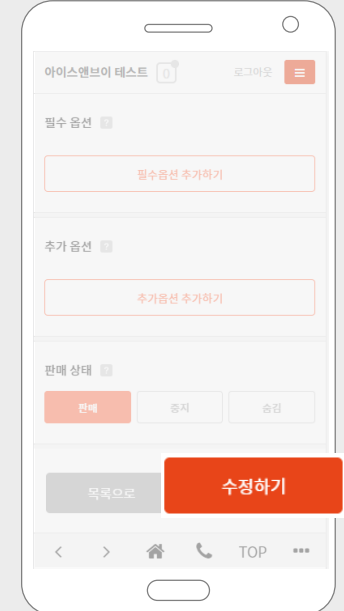 아이스앤브이 테스트 0 로그아웃
필수 옵션 ?
필수옵션 추가하기
추가 옵션 ?
추가옵션 추가하기
판매 상태 ?
판매 중지 숨김
목록으로 수정하기
TOP